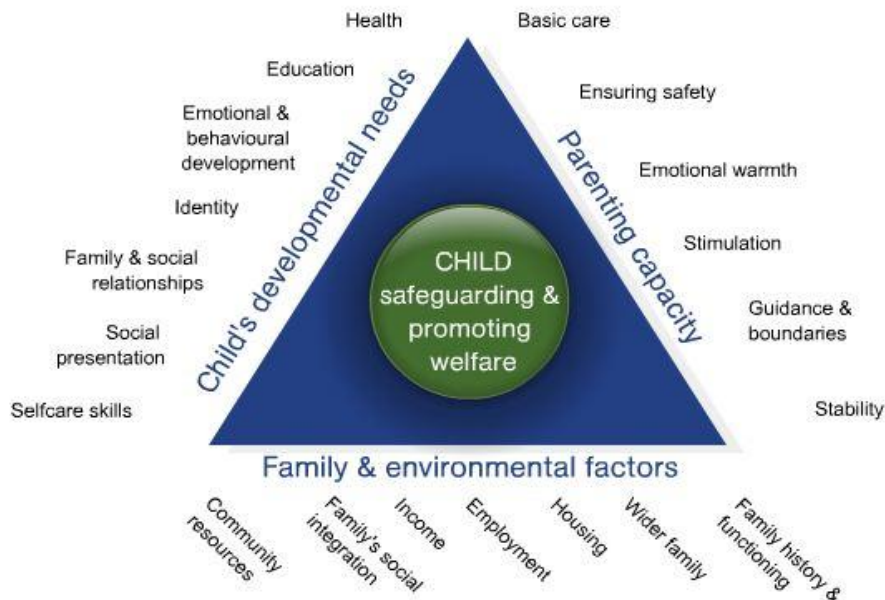 Health
Education
Emotional &
behavioural
development
Identity
Family & social
relationships
Social
presentation
Selfcare skills
Child's developmental needs
CHILD
safeguarding &
promoting
welfare
Parenting capacity
Basic care
Ensuring safety
Emotional warmth
Stimulation
Guidance &
boundaries
Stability
Family & environmental factors
Community
resources
Family's social
integration
Income
Employment
Housing
Wider family
Family history &
functioning